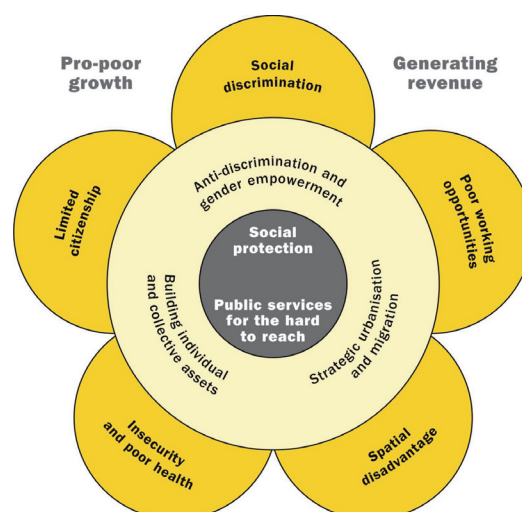 Pro-poor
growth
Social
discrimination
Generating
revenue
Limited
citizenship
Anti-discrimination and
gender empowerment
Poor working
opportunities
Social
protection
Public services
for the hard
to reach
Building individual
and collective assets
Strategic urbanisation
and migration
Insecurity
and poor health
Spatial
disadvantage